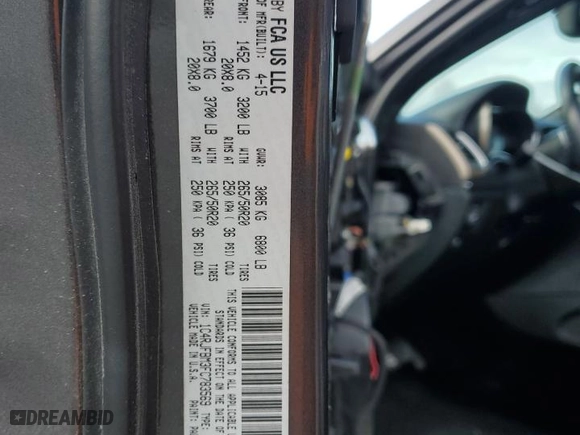 BY FCA US LLC
OF MFR(BUILT): 4-15
FRONT: 1452 KG 3200 LB WITH 265/50R20 TIRES
20X8.0 RIMS AT 250 KPA ( 36 PSI) COLD
REAR: 1679 KG 3700 LB WITH 265/50R20 TIRES
20X8.0 RIMS AT 250 KPA ( 36 PSI) COLD
GVWR: 3085 KG 6800 LB
THIS VEHICLE CONFORMS TO ALL APPLICABLE
STANDARDS IN EFFECT ON THE DATE OF
VIN: 1C4RJFBM3FC783569 TYPE:
VEHICLE MADE IN U.S.A. PAINT:
DREAMBID